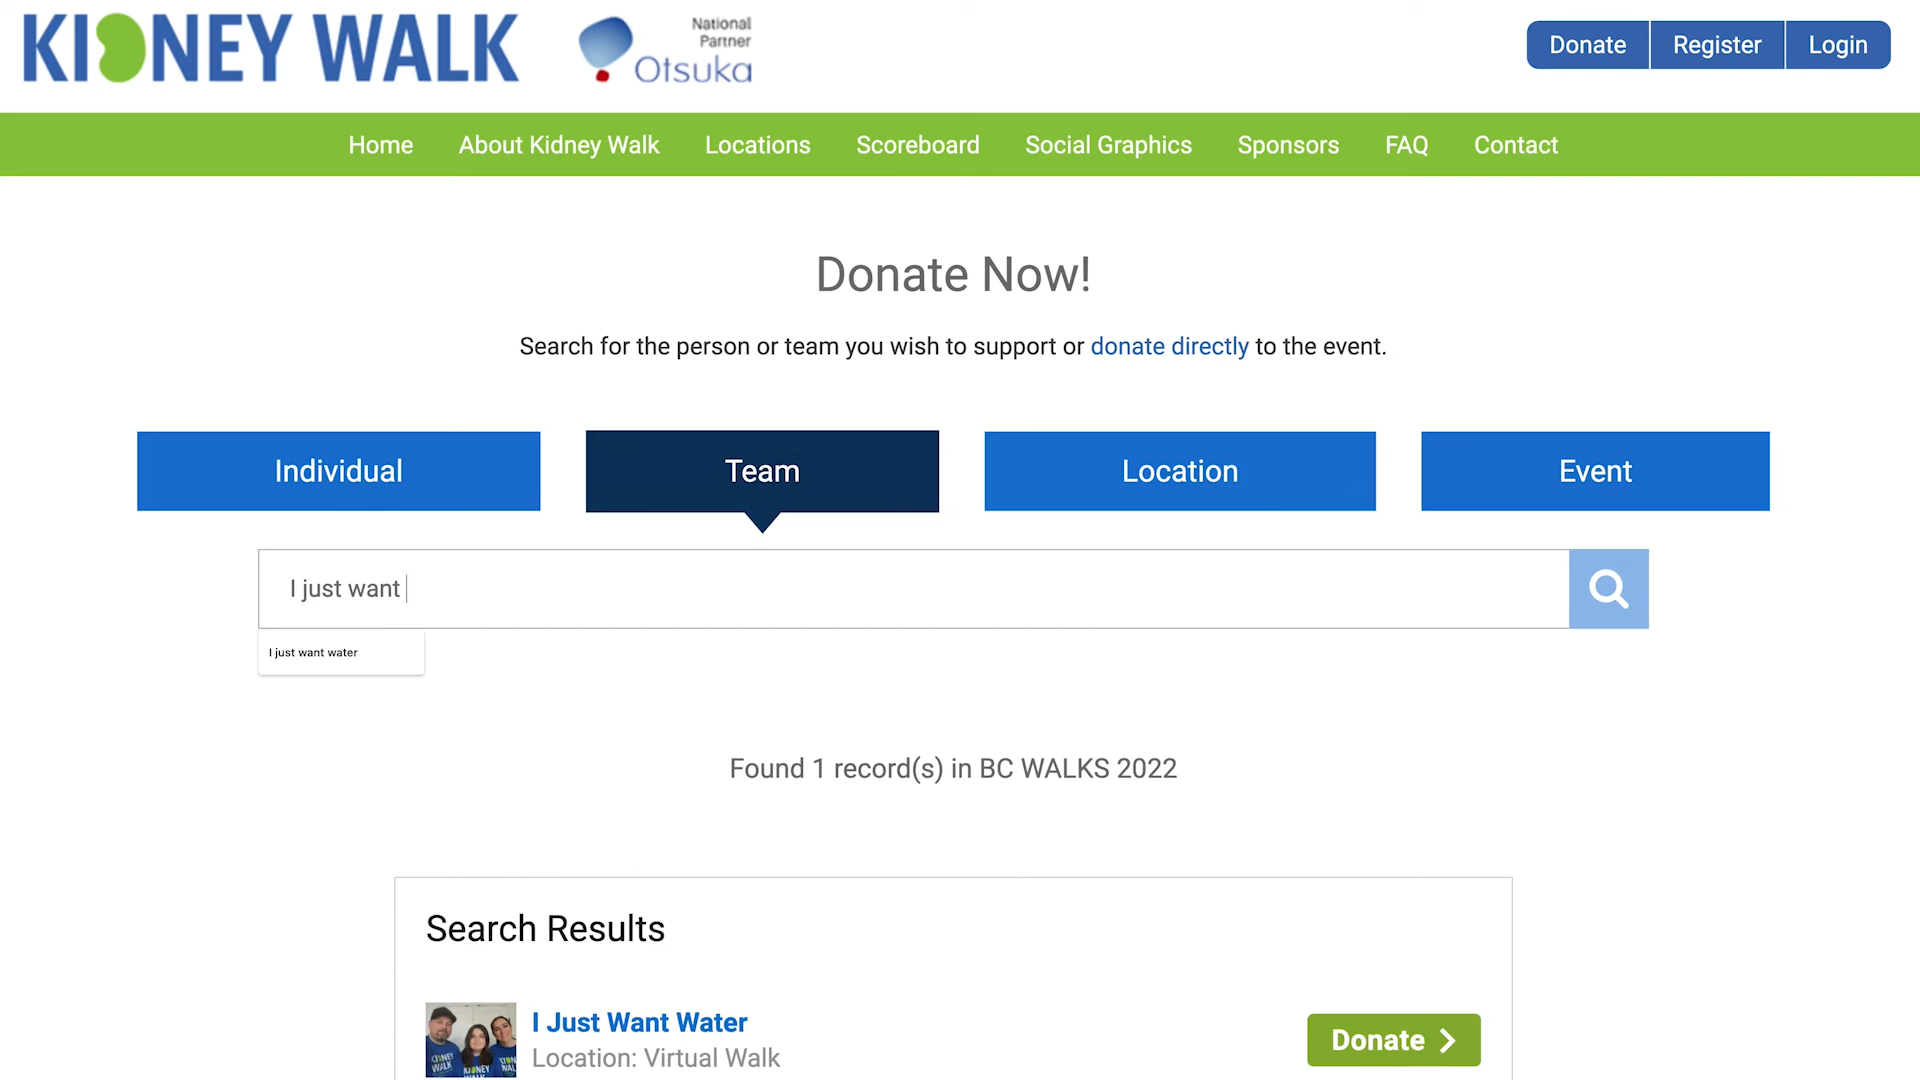 KIDNEY WALK
National
Partner
Otsuka
Donate Register Login
Home About Kidney Walk Locations Scoreboard Social Graphics Sponsors FAQ Contact
Donate Now!
Search for the person or team you wish to support or donate directly to the event.
Individual Team Location Event
I just want
I just want water
Found 1 record(s) in BC WALKS 2022
Search Results
I Just Want Water
Donate
Location: Virtual Walk